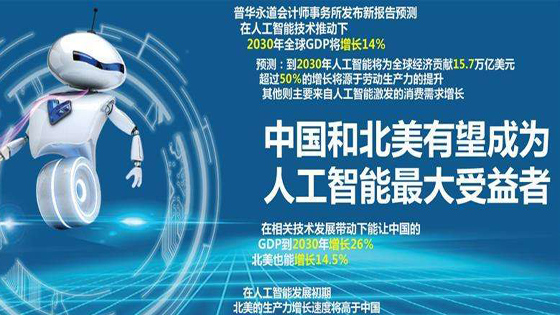 普华永道会计师事务所发布新报告预测
在人工智能技术推动下
2030年全球GDP将增长14%
预测：到2030年人工智能将为全球经济贡献15.7万亿美元
超过50%的增长将源于劳动生产力的提升
其他则主要来自人工智能激发的消费需求增长
中国和北美有望成为
人工智能最大受益者
在相关技术发展带动下能让中国的
GDP到2030年增长26%
北美也能增长14.5%
在人工智能发展初期
北美的生产力增长速度将高于中国